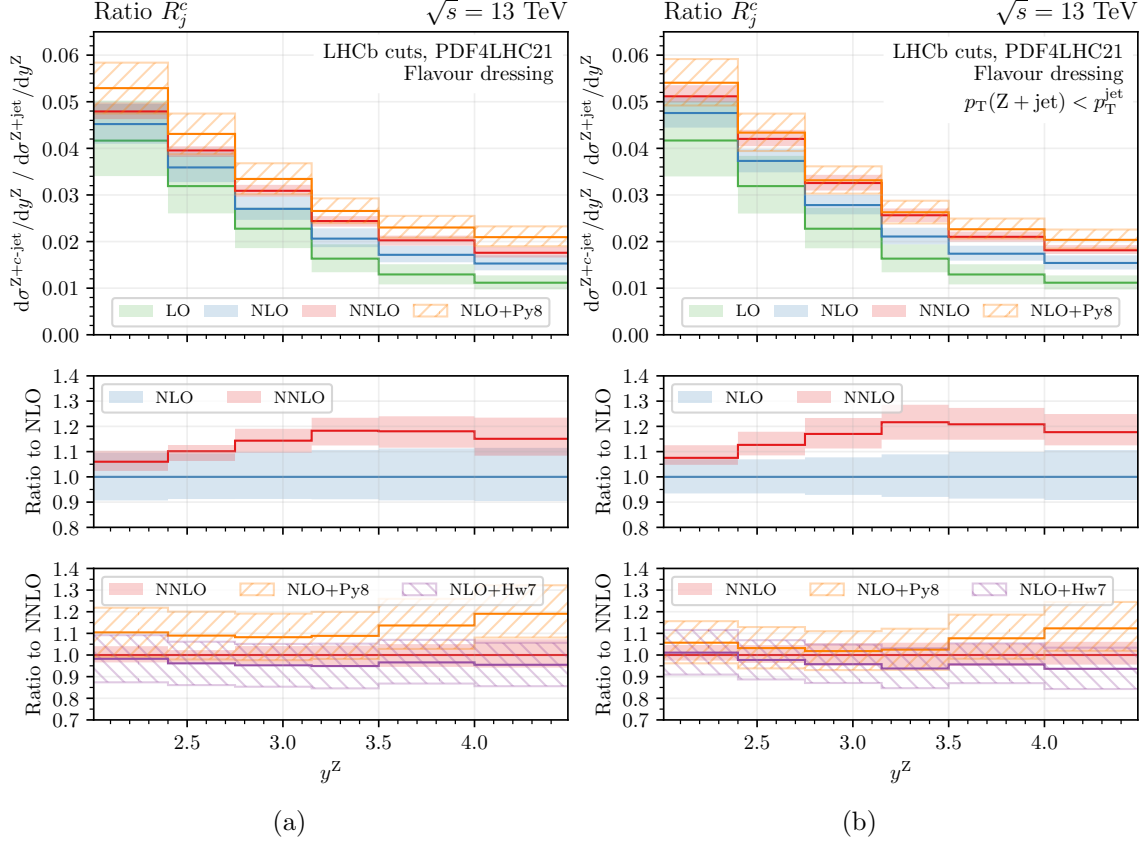 Ratio R_j^c √s = 13 TeV
LHCb cuts, PDF4LHC21
Flavour dressing
dσ^{Z+c-jet}/dy^Z / dσ^{Z+jet}/dy^Z
0.06
0.05
0.04
0.03
0.02
0.01
0.00
LO NLO NNLO NLO+Py8
Ratio to NLO
1.4
1.3
1.2
1.1
1.0
0.9
0.8
NLO NNLO
Ratio to NNLO
1.4
1.3
1.2
1.1
1.0
0.9
0.8
0.7
NNLO NLO+Py8 NLO+Hw7
2.5 3.0 3.5 4.0
y^Z
(a)
Ratio R_j^c √s = 13 TeV
LHCb cuts, PDF4LHC21
Flavour dressing
p_T(Z + jet) < p_T^jet
dσ^{Z+c-jet}/dy^Z / dσ^{Z+jet}/dy^Z
0.06
0.05
0.04
0.03
0.02
0.01
0.00
LO NLO NNLO NLO+Py8
Ratio to NLO
1.4
1.3
1.2
1.1
1.0
0.9
0.8
NLO NNLO
Ratio to NNLO
1.4
1.3
1.2
1.1
1.0
0.9
0.8
0.7
NNLO NLO+Py8 NLO+Hw7
2.5 3.0 3.5 4.0
y^Z
(b)